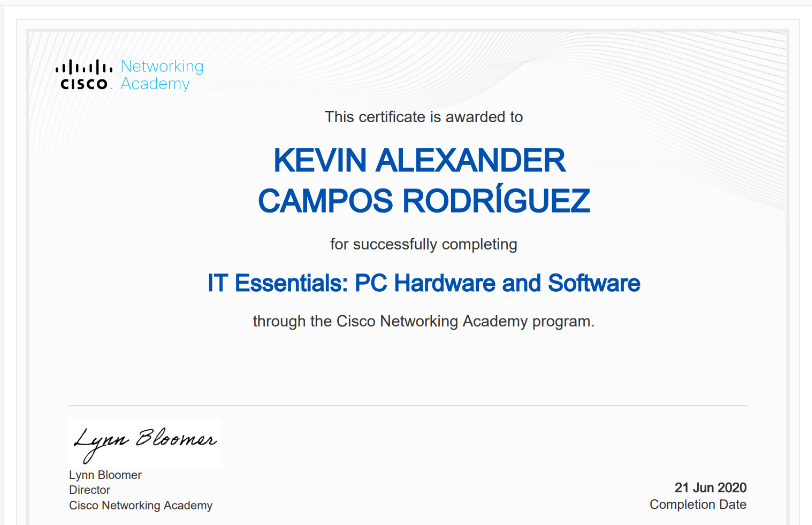 Networking
CISCO. Academy
This certificate is awarded to
KEVIN ALEXANDER
CAMPOS RODRÍGUEZ
for successfully completing
IT Essentials: PC Hardware and Software
through the Cisco Networking Academy program.
Lynn Bloomer
Lynn Bloomer
Director
Cisco Networking Academy
21 Jun 2020
Completion Date